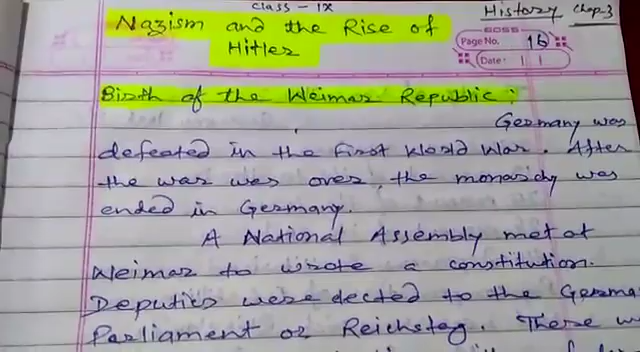 Class - IX
History Chap-3
Nazism and the Rise of
Hitler
Page No. 16
Date:
Birth of the Weimar Republic:
Germany was
defeated in the First World War. After
the war was over, the monarchy was
ended in Germany.
A National Assembly met at
Weimar to wrote a constitution.
Deputies were elected to the Germa
Parliament or Reichstag. There w